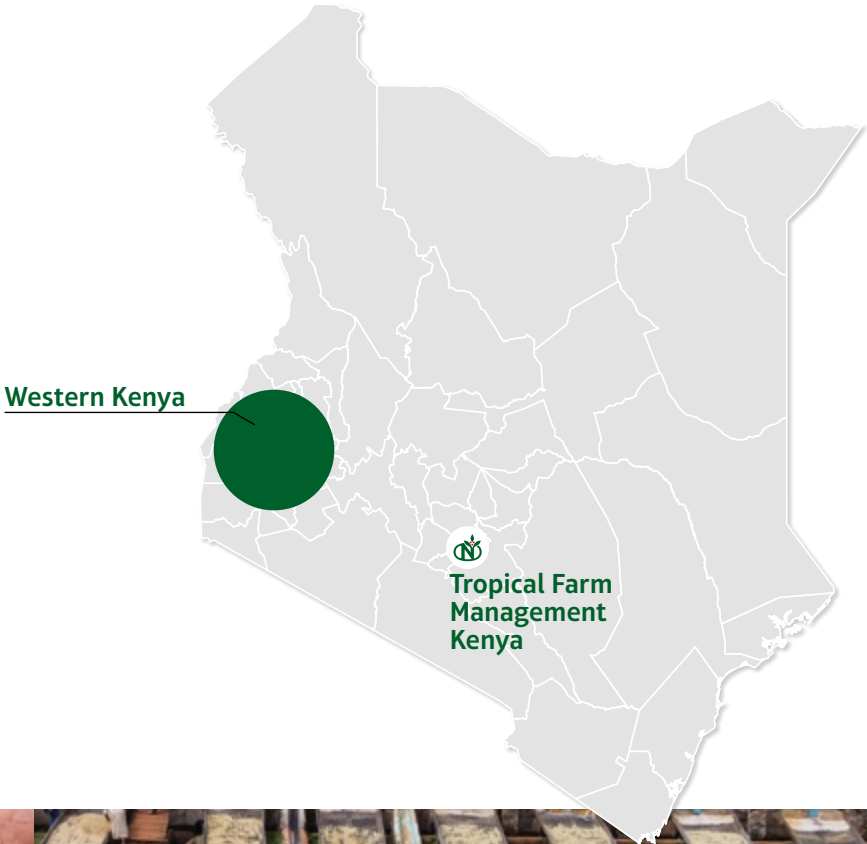 Western Kenya
N
Tropical Farm
Management
Kenya